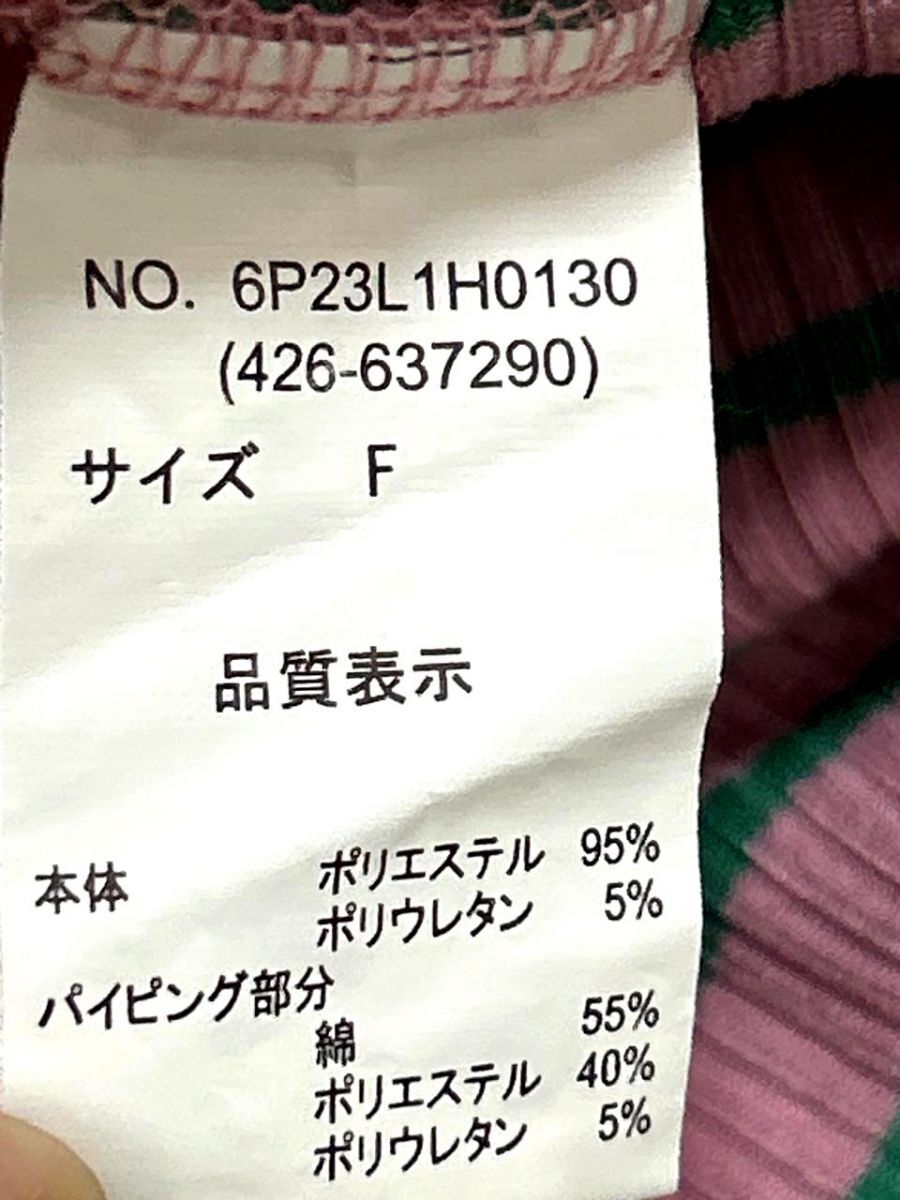 NO. 6P23L1H0130
(426-637290)
サイズ F
品質表示
本体 ポリエステル 95%
ポリウレタン 5%
パイピング部分
綿 55%
ポリエステル 40%
ポリウレタン 5%